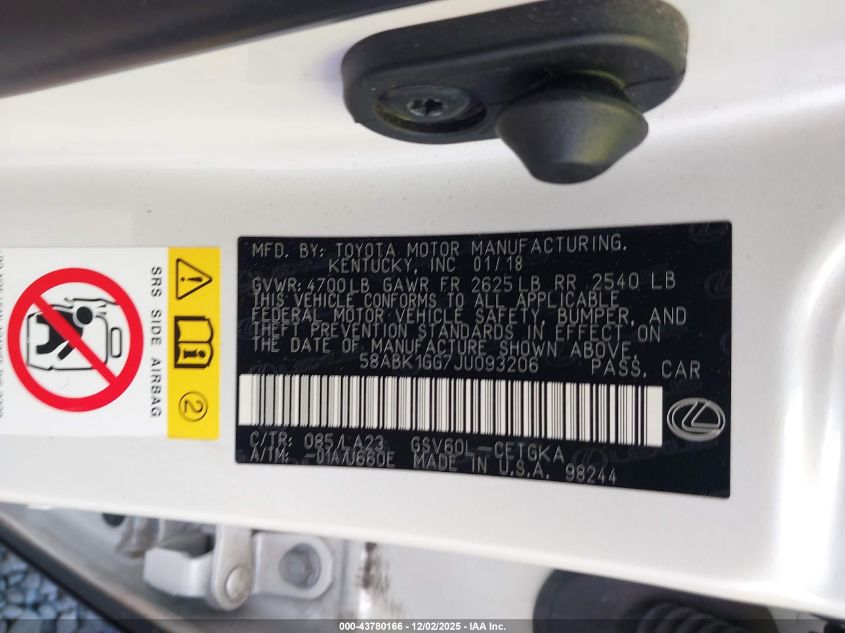 MFD. BY: TOYOTA MOTOR MANUFACTURING.
KENTUCKY, INC 01/18
GVWR: 4700LB GAWR FR 2625LB RR 2540 LB
THIS VEHICLE CONFORMS TO ALL APPLICABLE
FEDERAL MOTOR VEHICLE SAFETY, BUMPER, AND
THEFT PREVENTION STANDARDS IN EFFECT ON
THE DATE OF MANUFACTURE SHOWN ABOVE.
58ABK1GG7JU093206 PASS. CAR
C/TR: 085/LA23 GSV60L-CETGKA
A/TM: -01A/U660E MADE IN U.S.A. 98244
SRS SIDE AIRBAG
2
000-43780166 - 12/02/2025 - IAA Inc.